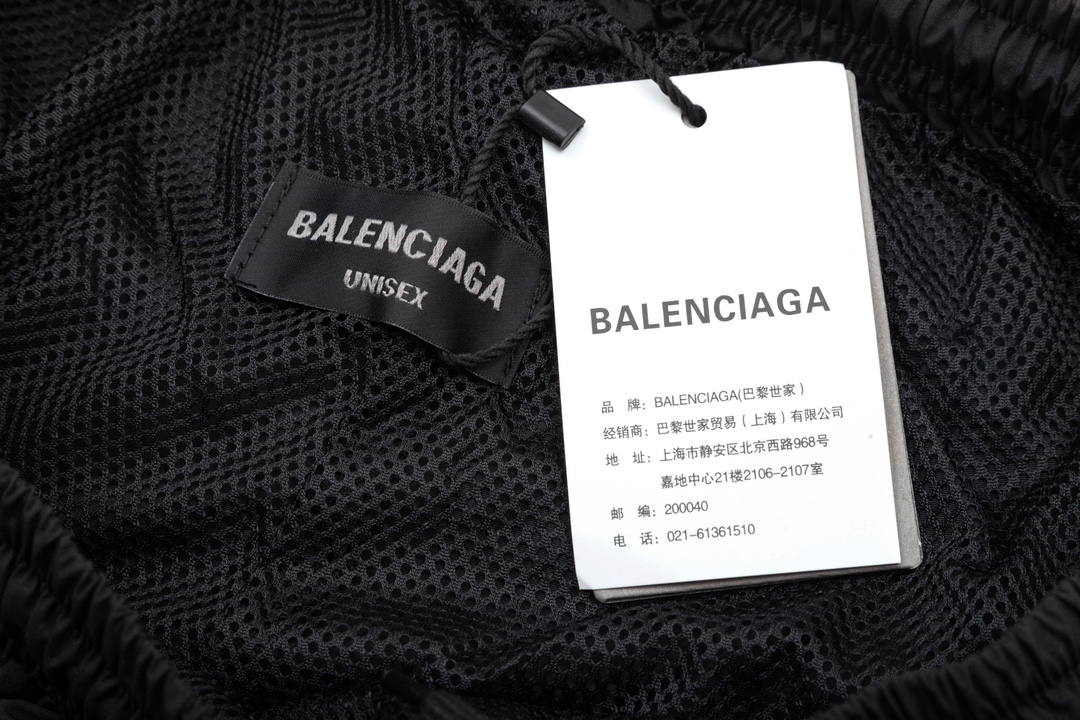 BALENCIAGA
UNISEX
BALENCIAGA
品 牌：BALENCIAGA(巴黎世家）
经销商：巴黎世家贸易（上海）有限公司
地 址：上海市静安区北京西路968号
嘉地中心21楼2106-2107室
邮 编：200040
电 话：021-61361510